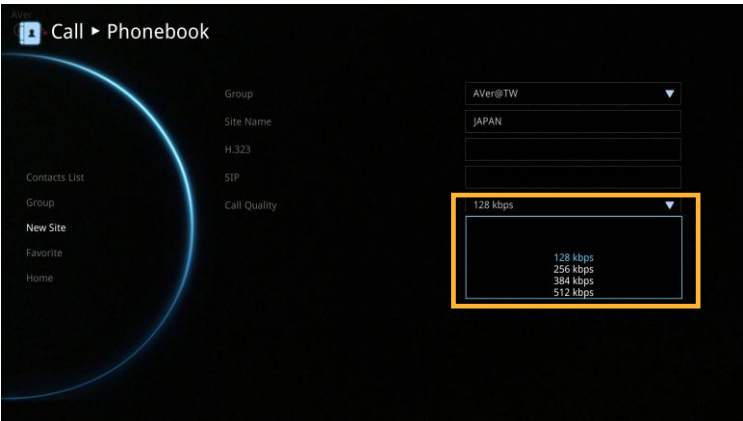 AVer
Call ▸ Phonebook
Group
AVer@TW
Site Name
JAPAN
H.323
SIP
Call Quality
128 kbps
128 kbps
256 kbps
384 kbps
512 kbps
Contacts List
Group
New Site
Favorite
Home